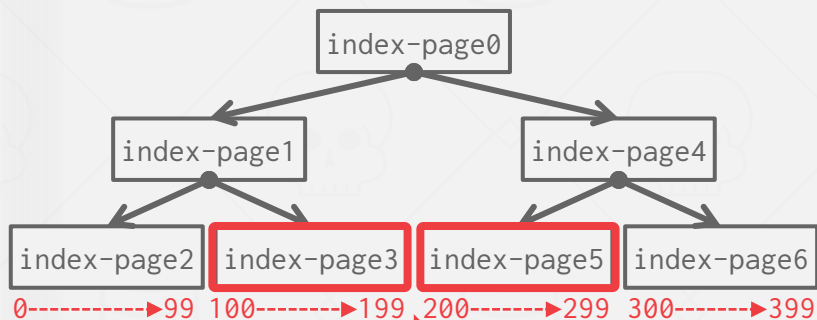 index-page0
index-page1 index-page4
index-page2 index-page3 index-page5 index-page6
0 99 100 199 200 299 300 399